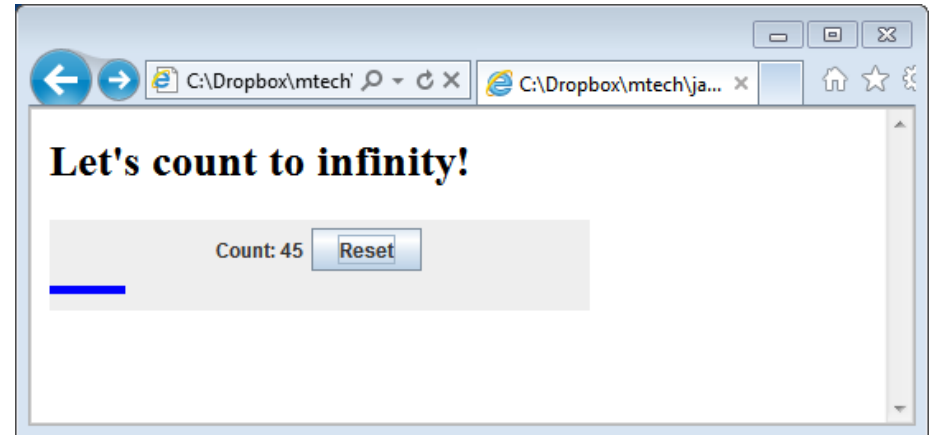 C:\Dropbox\mtech'
C:\Dropbox\mtech\ja...
Let's count to infinity!
Count: 45
Reset